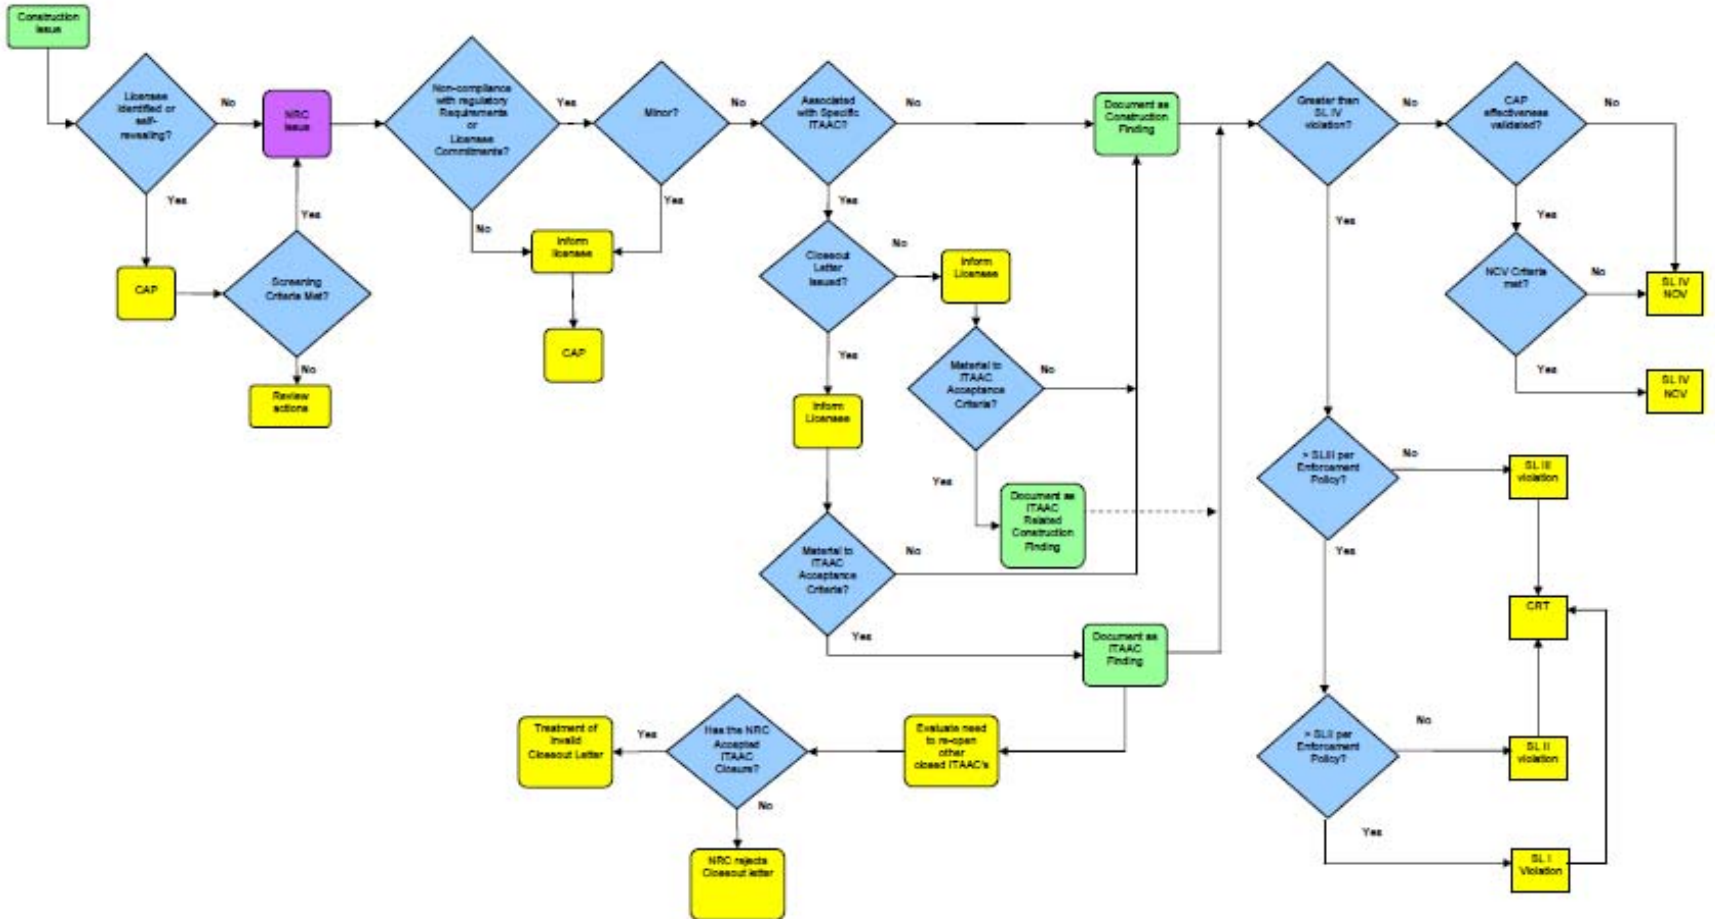 Construction
Issue
Licensee
identified or
self-
revealing?
No
Yes
NRC
Issue
Yes
CAP
Screening
Criteria Met?
No
Review
actions
Non-compliance
with regulatory
Requirements
or
Licensee
Commitments?
Yes
No
Minor?
No
Yes
Inform
licensee
CAP
Associated
with Specific
ITAAC?
No
Yes
Closeout
Letter
Issued?
No
Yes
Inform
Licensee
Inform
Licensee
Material to
ITAAC
Acceptance
Criteria?
No
Yes
Document as
ITAAC
Related
Construction
Finding
Material to
ITAAC
Acceptance
Criteria?
No
Yes
Document as
ITAAC
Finding
Document as
Construction
Finding
Evaluate need
to re-open
other
closed ITAAC's
Has the NRC
Accepted
ITAAC
Closure?
Yes
Treatment of
Invalid
Closeout Letter
No
NRC rejects
Closeout letter
Greater than
SL IV
violation?
No
Yes
CAP
effectiveness
validated?
No
Yes
NCV Criteria
met?
No
SL IV
NCV
Yes
SL IV
NCV
> SLIII per
Enforcement
Policy?
No
SL III
violation
Yes
CRT
> SLII per
Enforcement
Policy?
No
SL II
violation
Yes
SL I
Violation